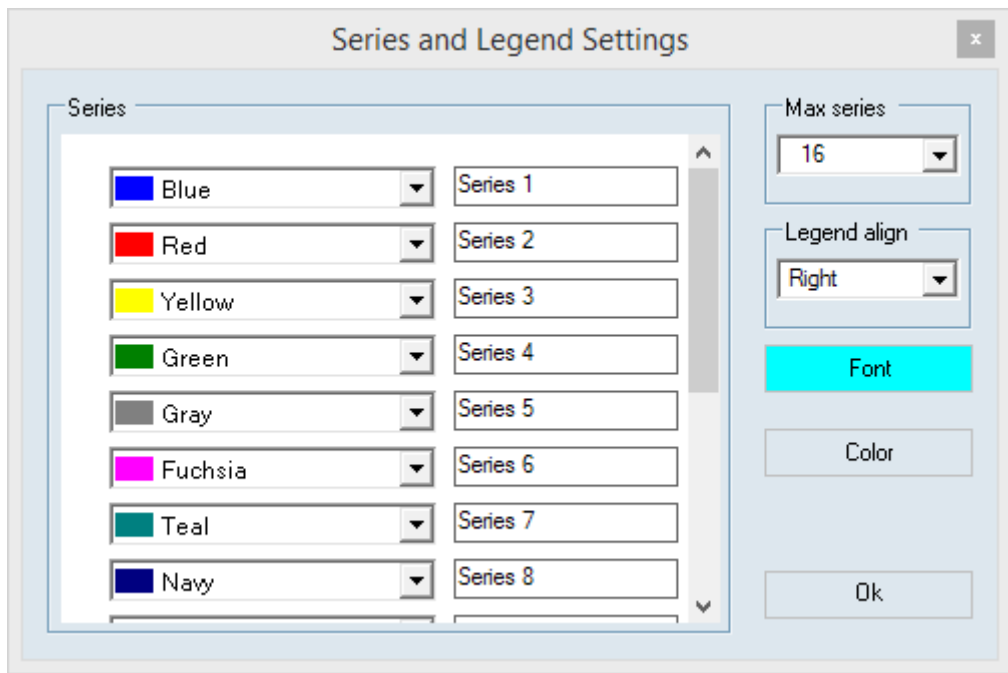 Series and Legend Settings
x
Series
Blue Series 1
Red Series 2
Yellow Series 3
Green Series 4
Gray Series 5
Fuchsia Series 6
Teal Series 7
Navy Series 8
Max series
16
Legend align
Right
Font
Color
Ok